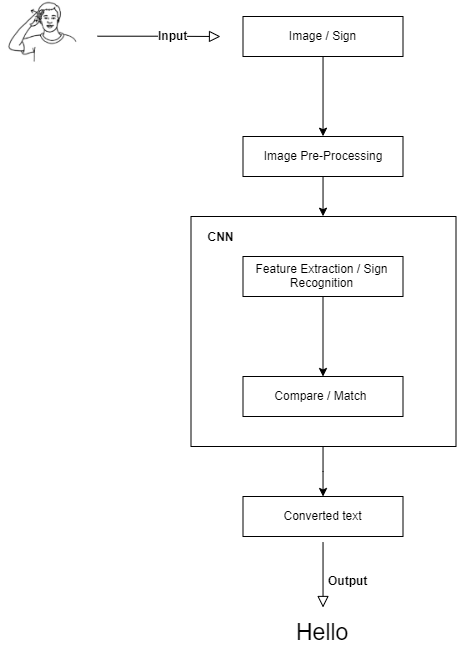 Input
Image / Sign
Image Pre-Processing
CNN
Feature Extraction / Sign
Recognition
Compare / Match
Converted text
Output
Hello